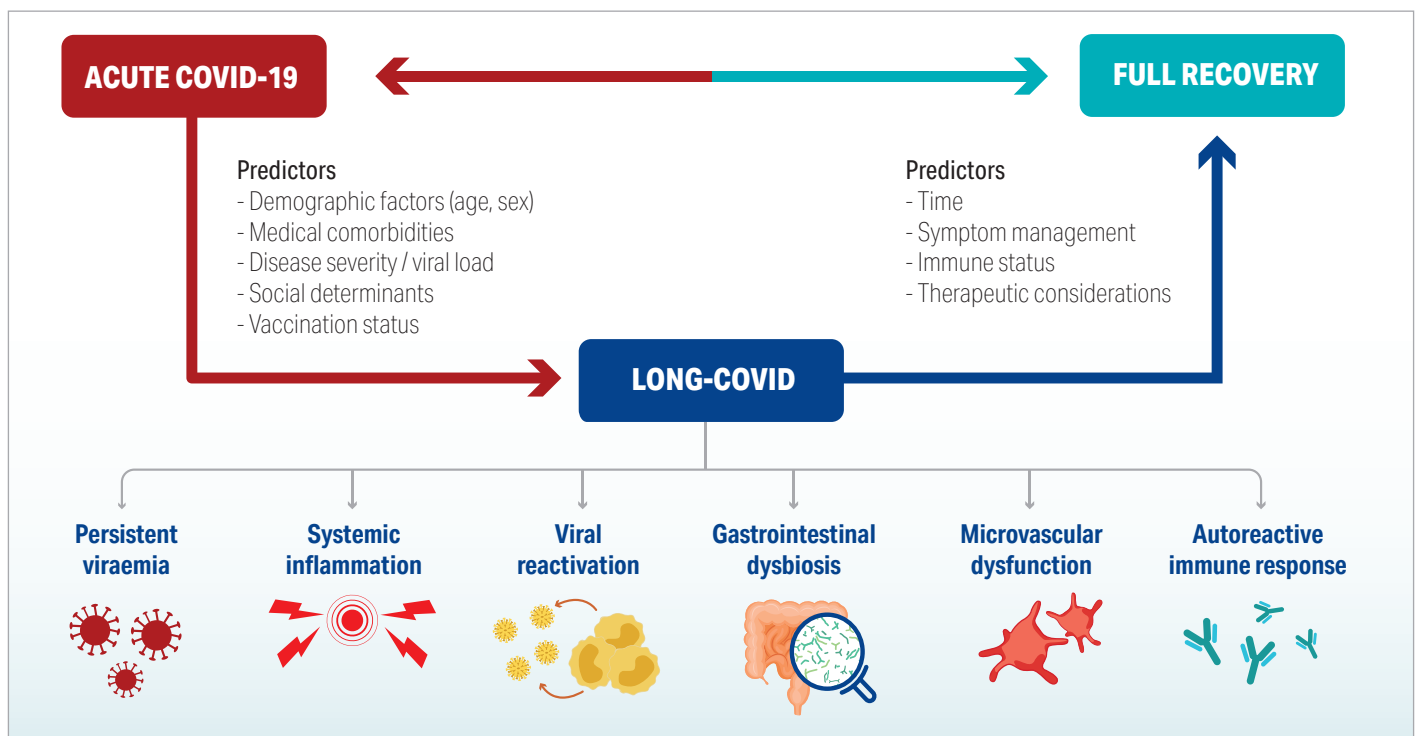 ACUTE COVID-19
FULL RECOVERY
Predictors
- Demographic factors (age, sex)
- Medical comorbidities
- Disease severity / viral load
- Social determinants
- Vaccination status
Predictors
- Time
- Symptom management
- Immune status
- Therapeutic considerations
LONG-COVID
Persistent
viraemia
Systemic
inflammation
Viral
reactivation
Gastrointestinal
dysbiosis
Microvascular
dysfunction
Autoreactive
immune response